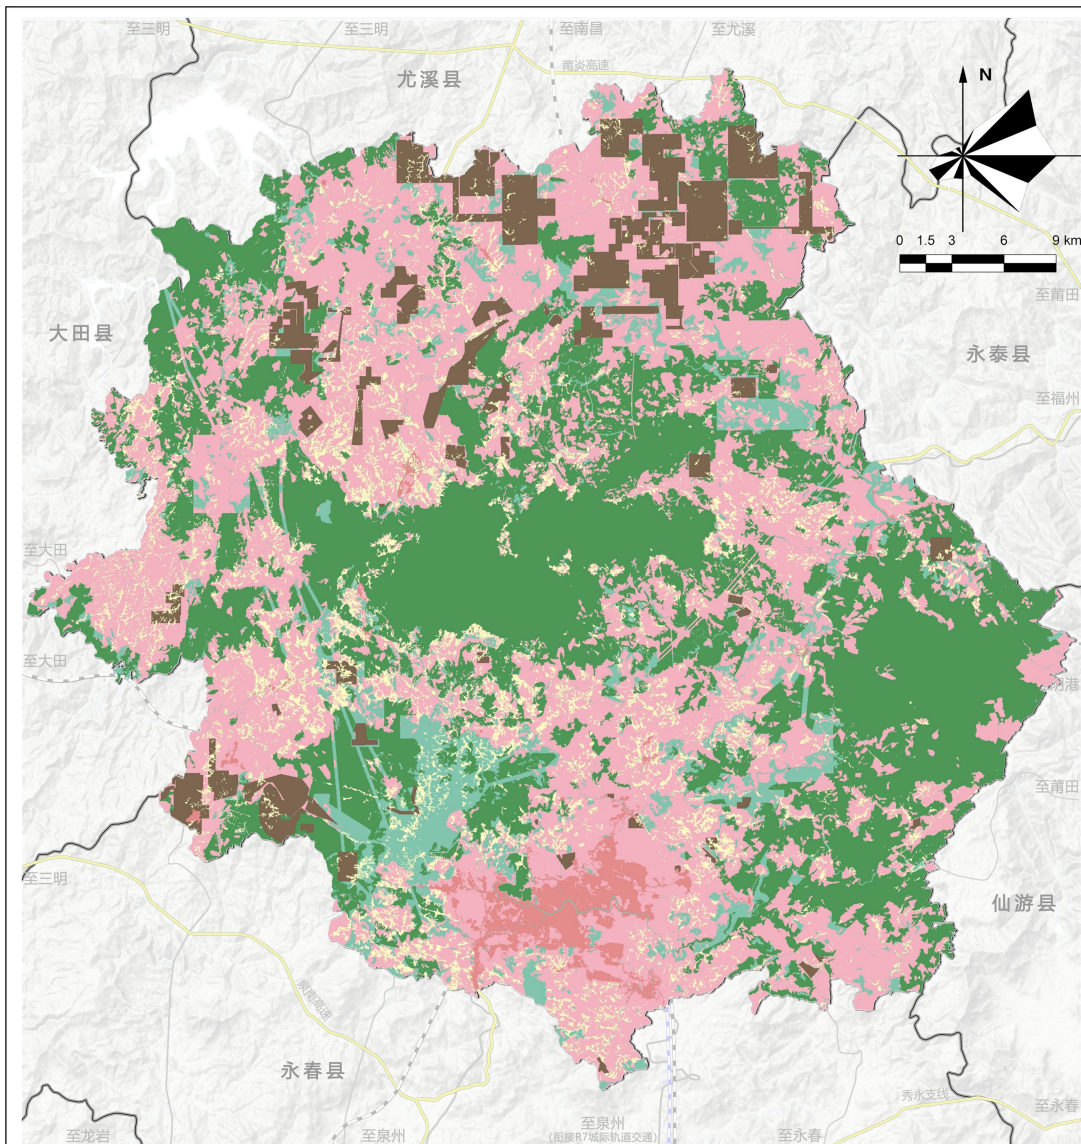 至三明
至三明
至南昌
至尤溪
尤溪县
莆炎高速
N
0 1.5 3 6 9 km
至莆田
大田县
永泰县
至福州
至大田
至大田
至莆田
至三明
仙游县
泉南高速
永春县
秀永支线
至龙岩
至泉州
至泉州
(衔接R7城际轨道交通)
至永春
至永春